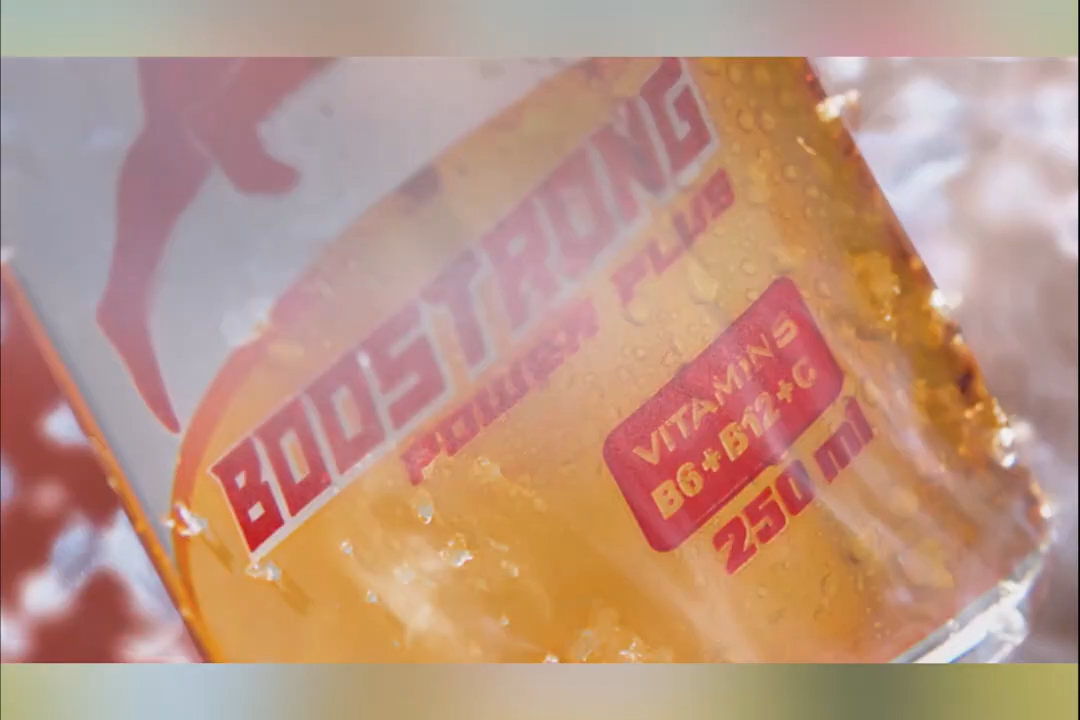 BOOSTRONG
POWER PLUS
VITAMINS
B6+B12+C
250 ml